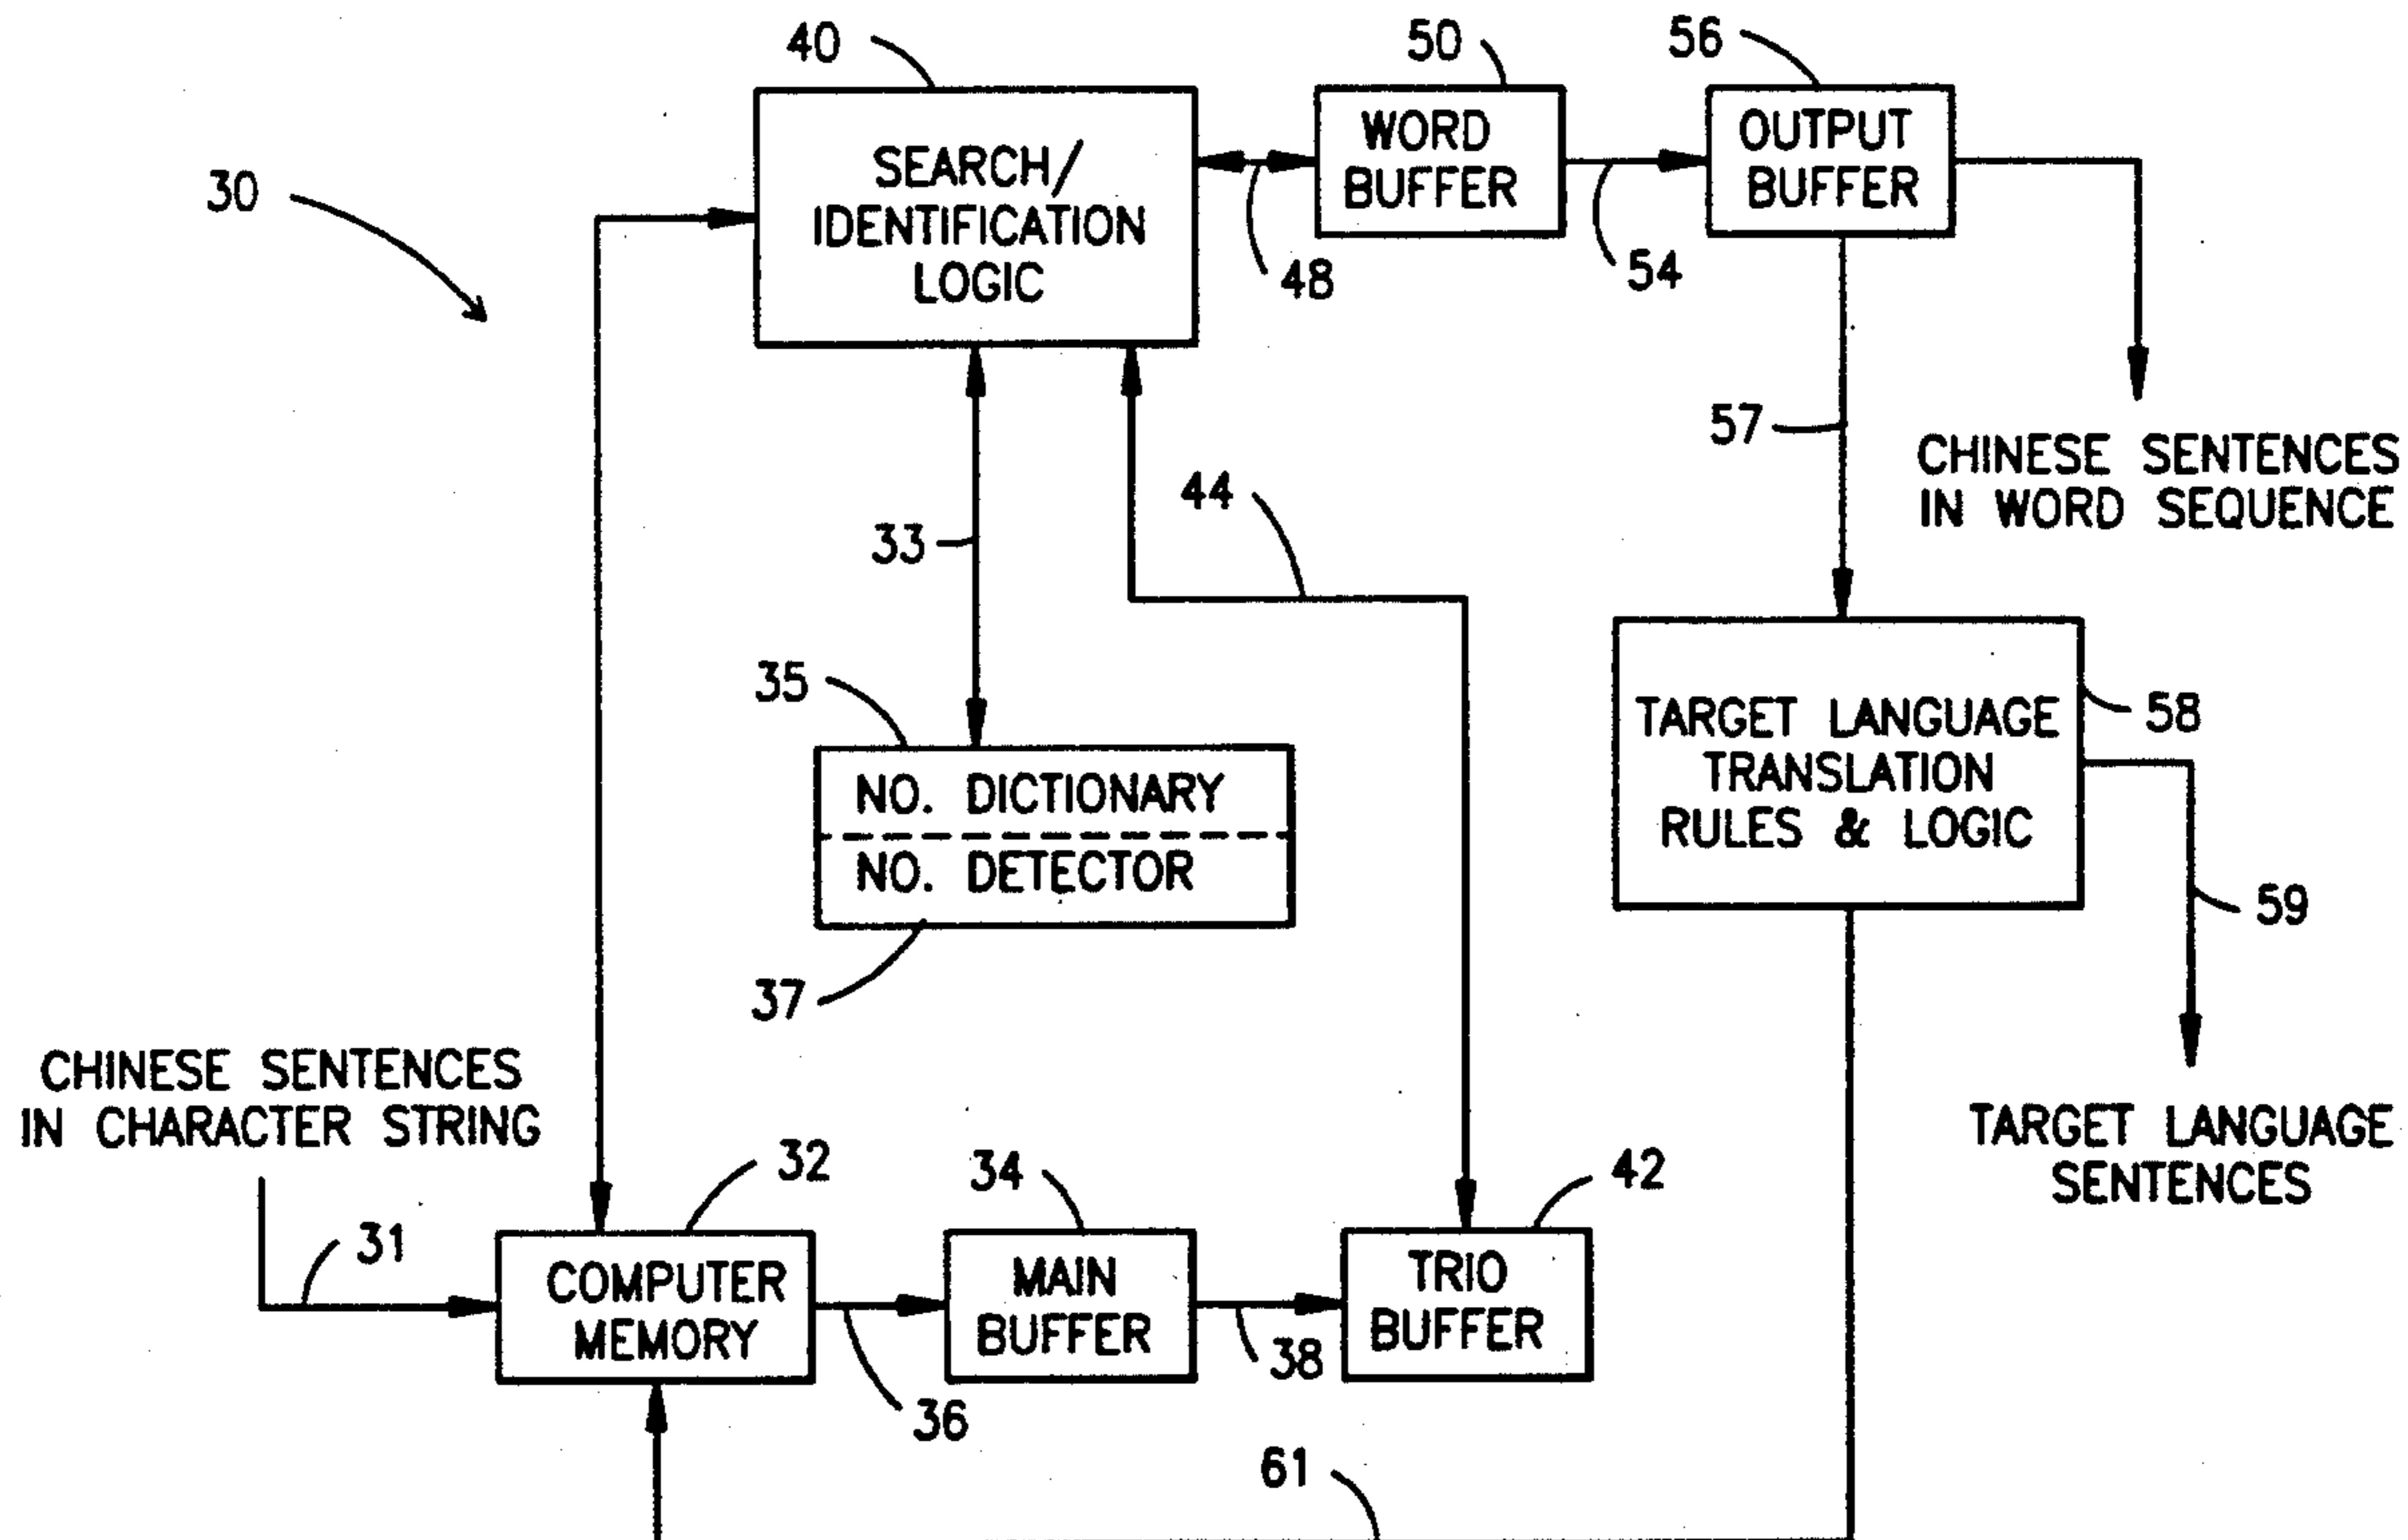 40
50
56
30
SEARCH/
IDENTIFICATION
LOGIC
WORD
BUFFER
OUTPUT
BUFFER
48
54
57
CHINESE SENTENCES
IN WORD SEQUENCE
44
33
35
NO. DICTIONARY
NO. DETECTOR
37
TARGET LANGUAGE
TRANSLATION
RULES & LOGIC
58
59
CHINESE SENTENCES
IN CHARACTER STRING
TARGET LANGUAGE
SENTENCES
31
32
34
42
COMPUTER
MEMORY
MAIN
BUFFER
TRIO
BUFFER
36
38
61